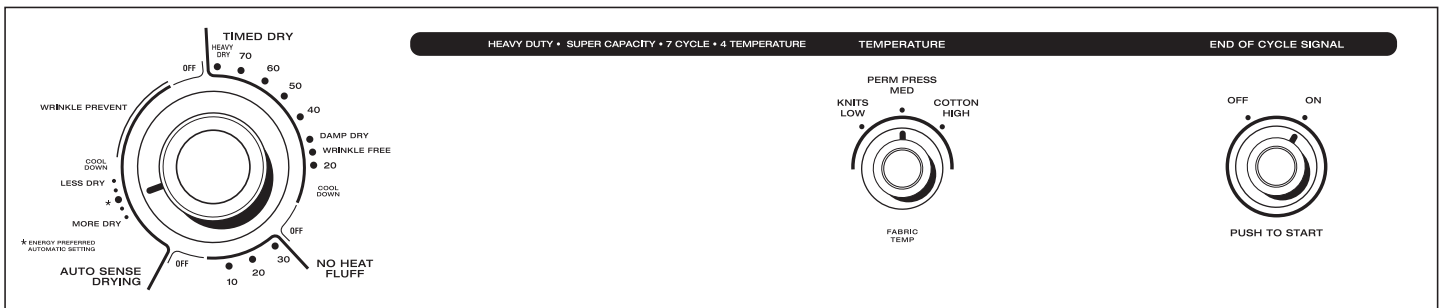 TIMED DRY
HEAVY
DRY
70
60
50
40
DAMP DRY
WRINKLE FREE
20
COOL
DOWN
OFF
NO HEAT
FLUFF
30
20
10
OFF
AUTO SENSE
DRYING
* ENERGY PREFERRED
AUTOMATIC SETTING
MORE DRY
*
LESS DRY
COOL
DOWN
WRINKLE PREVENT
OFF
HEAVY DUTY • SUPER CAPACITY • 7 CYCLE • 4 TEMPERATURE
TEMPERATURE
END OF CYCLE SIGNAL
PERM PRESS
MED
KNITS
LOW
COTTON
HIGH
FABRIC
TEMP
OFF
ON
PUSH TO START